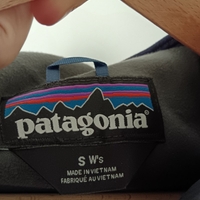 patagonia®
S W's
MADE IN VIETNAM
FABRIQUÉ AU VIETNAM